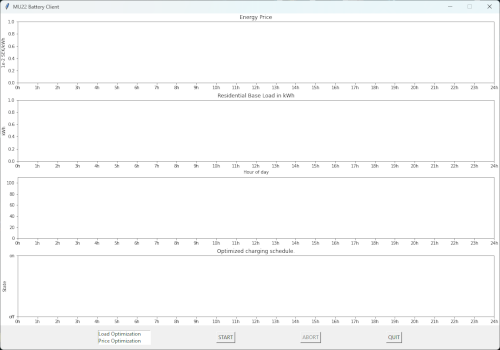 MU22 Battery Client
Energy Price
1.0
0.8
0.6
0.4
0.2
0.0
1e-2 SEK/kWh
0h 1h 2h 3h 4h 5h 6h 7h 8h 9h 10h 11h 12h 13h 14h 15h 16h 17h 18h 19h 20h 21h 22h 23h 24h
Residential Base Load in kWh
1.0
0.8
0.6
0.4
0.2
0.0
kWh
0h 1h 2h 3h 4h 5h 6h 7h 8h 9h 10h 11h 12h 13h 14h 15h 16h 17h 18h 19h 20h 21h 22h 23h 24h
Hour of day
100
80
60
40
20
0
0h 1h 2h 3h 4h 5h 6h 7h 8h 9h 10h 11h 12h 13h 14h 15h 16h 17h 18h 19h 20h 21h 22h 23h 24h
Optimized charging schedule
on
State
off
0h 1h 2h 3h 4h 5h 6h 7h 8h 9h 10h 11h 12h 13h 14h 15h 16h 17h 18h 19h 20h 21h 22h 23h 24h
Load Optimization
Price Optimization
START
ABORT
QUIT